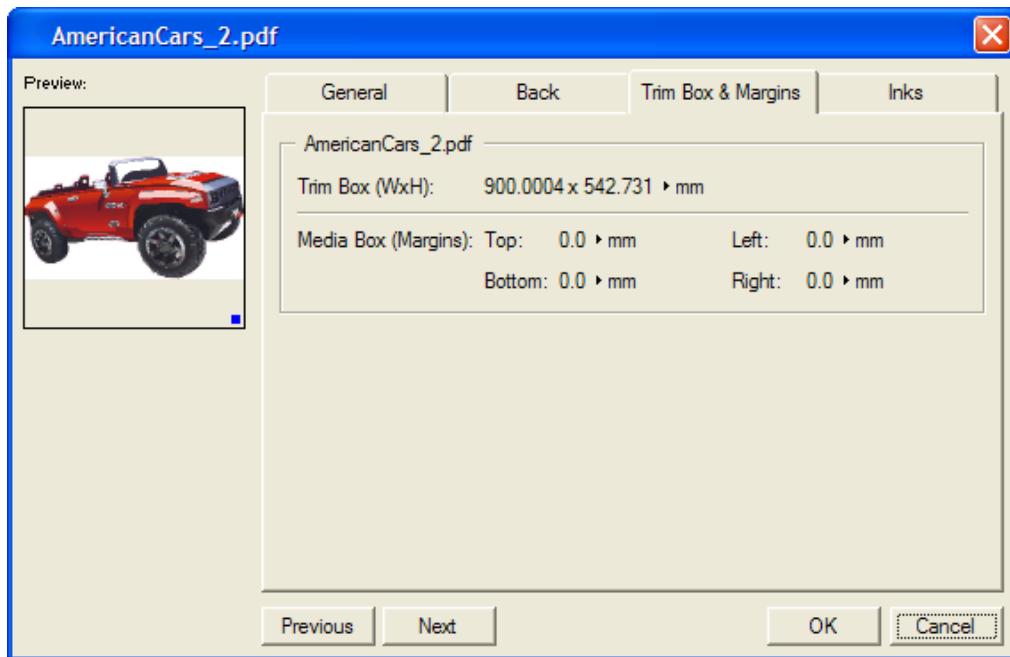 AmericanCars_2.pdf
Preview:
General Back Trim Box & Margins Inks
AmericanCars_2.pdf
Trim Box (WxH): 900.0004 x 542.731 mm
Media Box (Margins): Top: 0.0 mm Left: 0.0 mm
Bottom: 0.0 mm Right: 0.0 mm
Previous Next OK Cancel